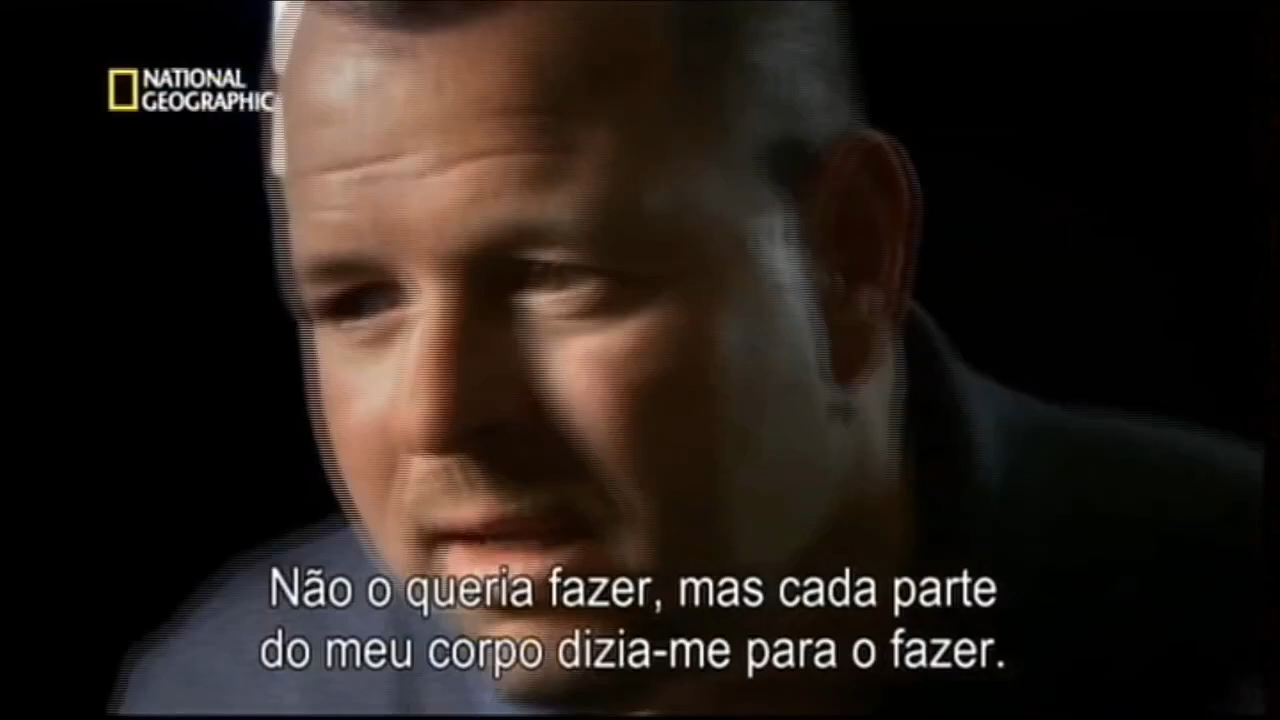 NATIONAL
GEOGRAPHIC
Não o queria fazer, mas cada parte
do meu corpo dizia-me para o fazer.